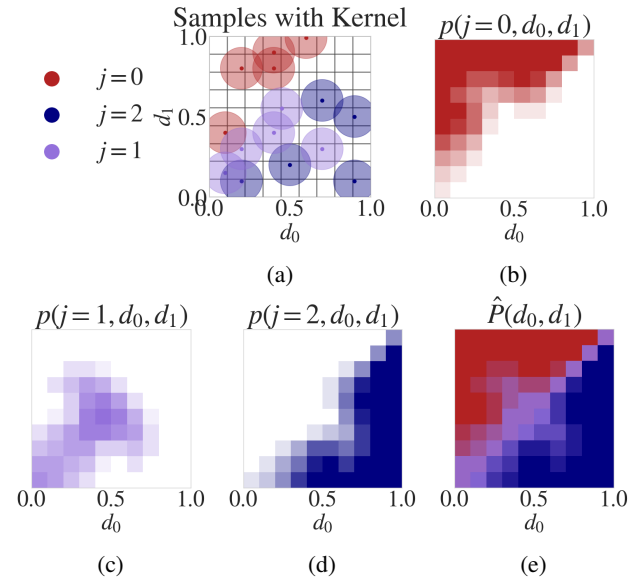 Samples with Kernel
p(j=0, d₀, d₁)
j=0
j=2
j=1
1.0
0.5
0.0
d₁
0.0 0.5 1.0
d₀
0.0 0.5 1.0
d₀
(a)
(b)
p(j=1, d₀, d₁)
p(j=2, d₀, d₁)
P̂(d₀, d₁)
0.0 0.5 1.0
0.0 0.5 1.0
0.0 0.5 1.0
d₀
d₀
d₀
(c)
(d)
(e)